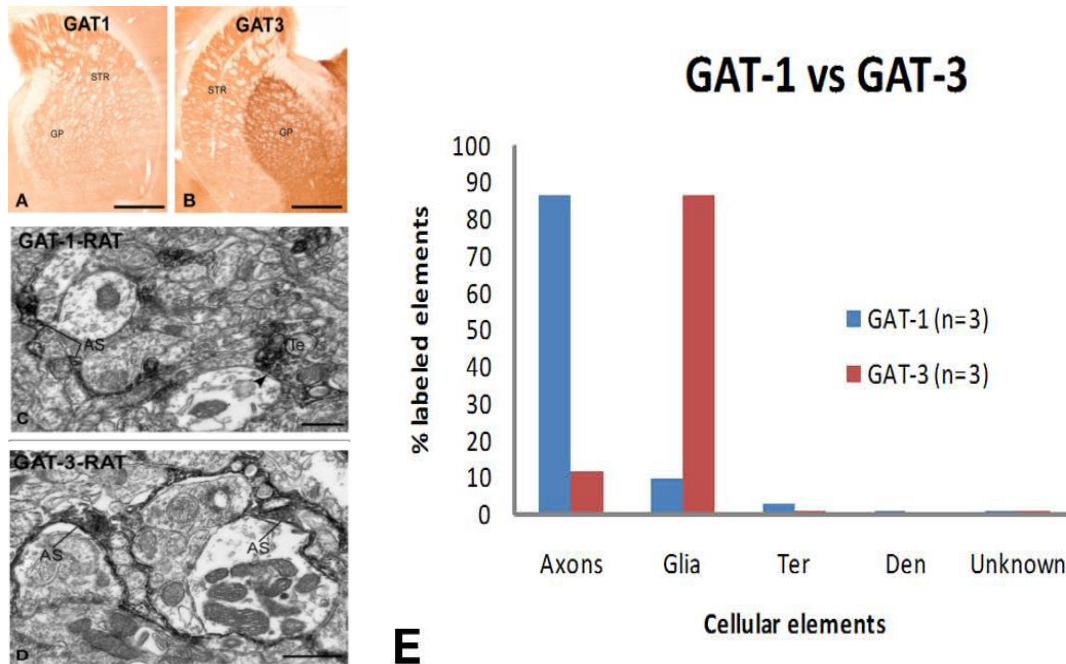 GAT1
STR
GP
A
GAT3
STR
GP
B
GAT-1-RAT
AS
Te
C
GAT-3-RAT
AS
AS
D
GAT-1 vs GAT-3
100
90
80
70
60
50
40
30
20
10
0
% labeled elements
GAT-1 (n=3)
GAT-3 (n=3)
Axons Glia Ter Den Unknown
Cellular elements
E